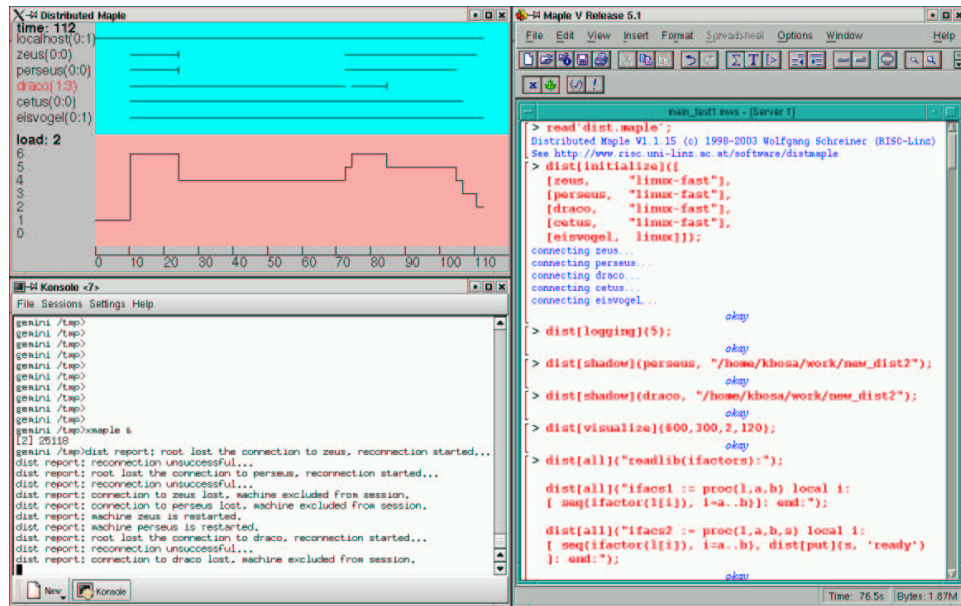 Distributed Maple
time: 112
localhost(0:1)
zeus(0:0)
perseus(0:0)
draco(1:3)
cetus(0:0)
eisvogel(0:1)
load: 2
6
5
4
3
2
1
0
0 10 20 30 40 50 60 70 80 90 100 110
Konsole <7>
File Sessions Settings Help
gemini /tmp>
gemini /tmp>
gemini /tmp>
gemini /tmp>
gemini /tmp>
gemini /tmp>
gemini /tmp>
gemini /tmp>
gemini /tmp>
gemini /tmp>xmaple &
[2] 25118
gemini /tmp>dist report: root lost the connection to zeus, reconnection started...
dist report: reconnection unsuccessful...
dist report: root lost the connection to perseus, reconnection started...
dist report: reconnection unsuccessful...
dist report: connection to zeus lost, machine excluded from session.
dist report: connection to perseus lost, machine excluded from session.
dist report: machine zeus is restarted.
dist report: machine perseus is restarted.
dist report: root lost the connection to draco, reconnection started...
dist report: reconnection unsuccessful...
dist report: connection to draco lost, machine excluded from session.
New Konsole
Maple V Release 5.1
File Edit View Insert Format Spreadsheet Options Window Help
main_test1.mws - (Server 1)
> read`dist.maple`;
Distributed Maple V1.1.15 (c) 1998-2003 Wolfgang Schreiner (RISC-Linz)
See http://www.risc.uni-linz.ac.at/software/distmaple
> dist[initialize]([
[zeus, "linux-fast"],
[perseus, "linux-fast"],
[draco, "linux-fast"],
[cetus, "linux-fast"],
[eisvogel, linux]]);
connecting zeus...
connecting perseus...
connecting draco...
connecting cetus...
connecting eisvogel...
okay
> dist[logging](5);
okay
> dist[shadow](perseus, "/home/kbosa/work/new_dist2");
okay
> dist[shadow](draco, "/home/kbosa/work/new_dist2");
okay
> dist[visualize](600,300,2,120);
okay
> dist[all]("readlib(ifactors):");
dist[all]("ifacs1 := proc(l,a,b) local i:
[ seq(ifactor(l[i]), i=a..b)]: end:");
dist[all]("ifacs2 := proc(l,a,b,s) local i:
[ seq(ifactor(l[i]), i=a..b), dist[put](s, 'ready')
]: end:");
okay
Time: 76.5s Bytes: 1.87M